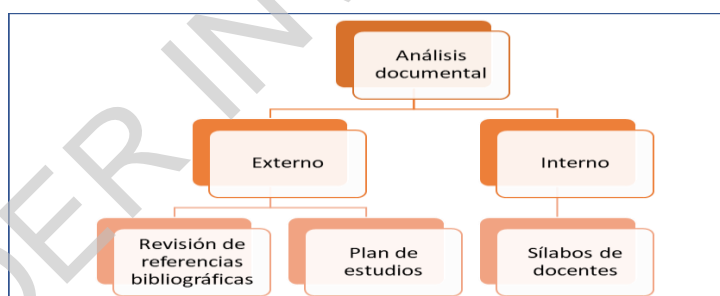 Análisis
documental
Externo
Interno
Revisión de
referencias
bibliográficas
Plan de
estudios
Sílabos de
docentes